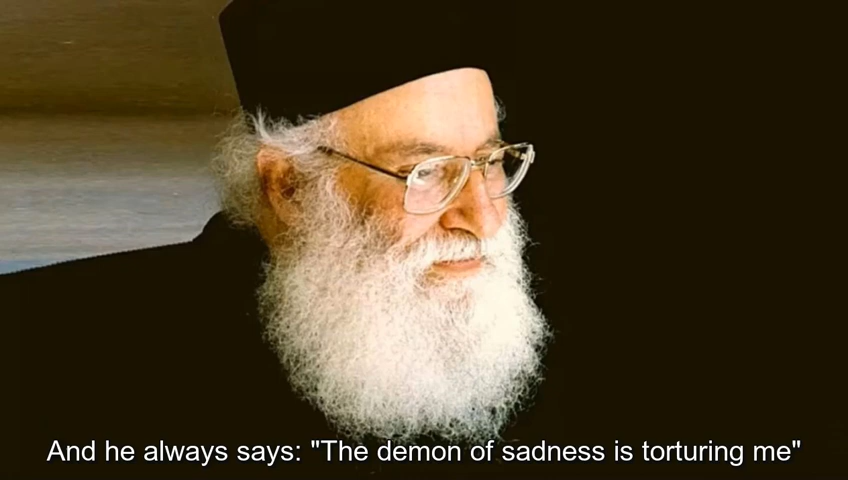 And he always says: "The demon of sadness is torturing me"